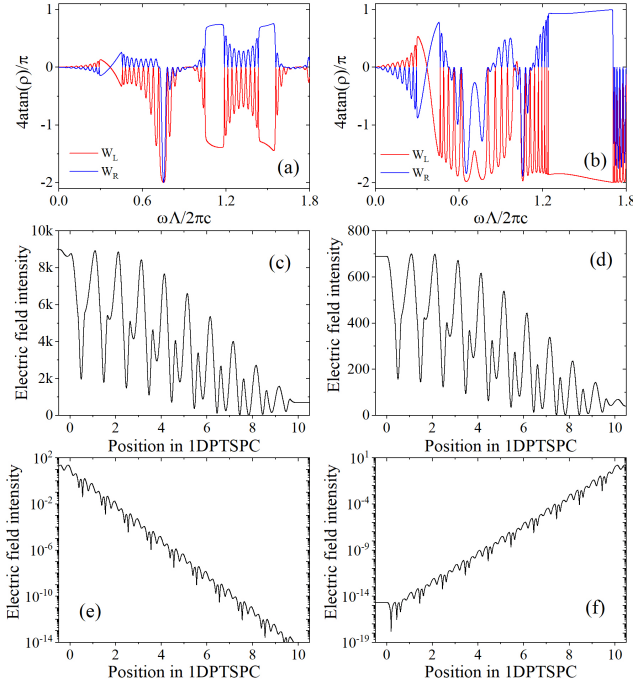 4atan(ρ)/π
1
0
-1
-2
W_L
W_R
(a)
0.0 0.6 1.2 1.8
ωΛ/2πc
4atan(ρ)/π
1
0
-1
-2
W_L
W_R
(b)
0.0 0.6 1.2 1.8
ωΛ/2πc
Electric field intensity
10k
8k
6k
4k
2k
0
(c)
0 2 4 6 8 10
Position in 1DPTSPC
Electric field intensity
800
600
400
200
0
(d)
0 2 4 6 8 10
Position in 1DPTSPC
Electric field intensity
10^2
10^-2
10^-6
10^-10
10^-14
(e)
0 2 4 6 8 10
Position in 1DPTSPC
Electric field intensity
10^1
10^-4
10^-9
10^-14
10^-19
(f)
0 2 4 6 8 10
Position in 1DPTSPC